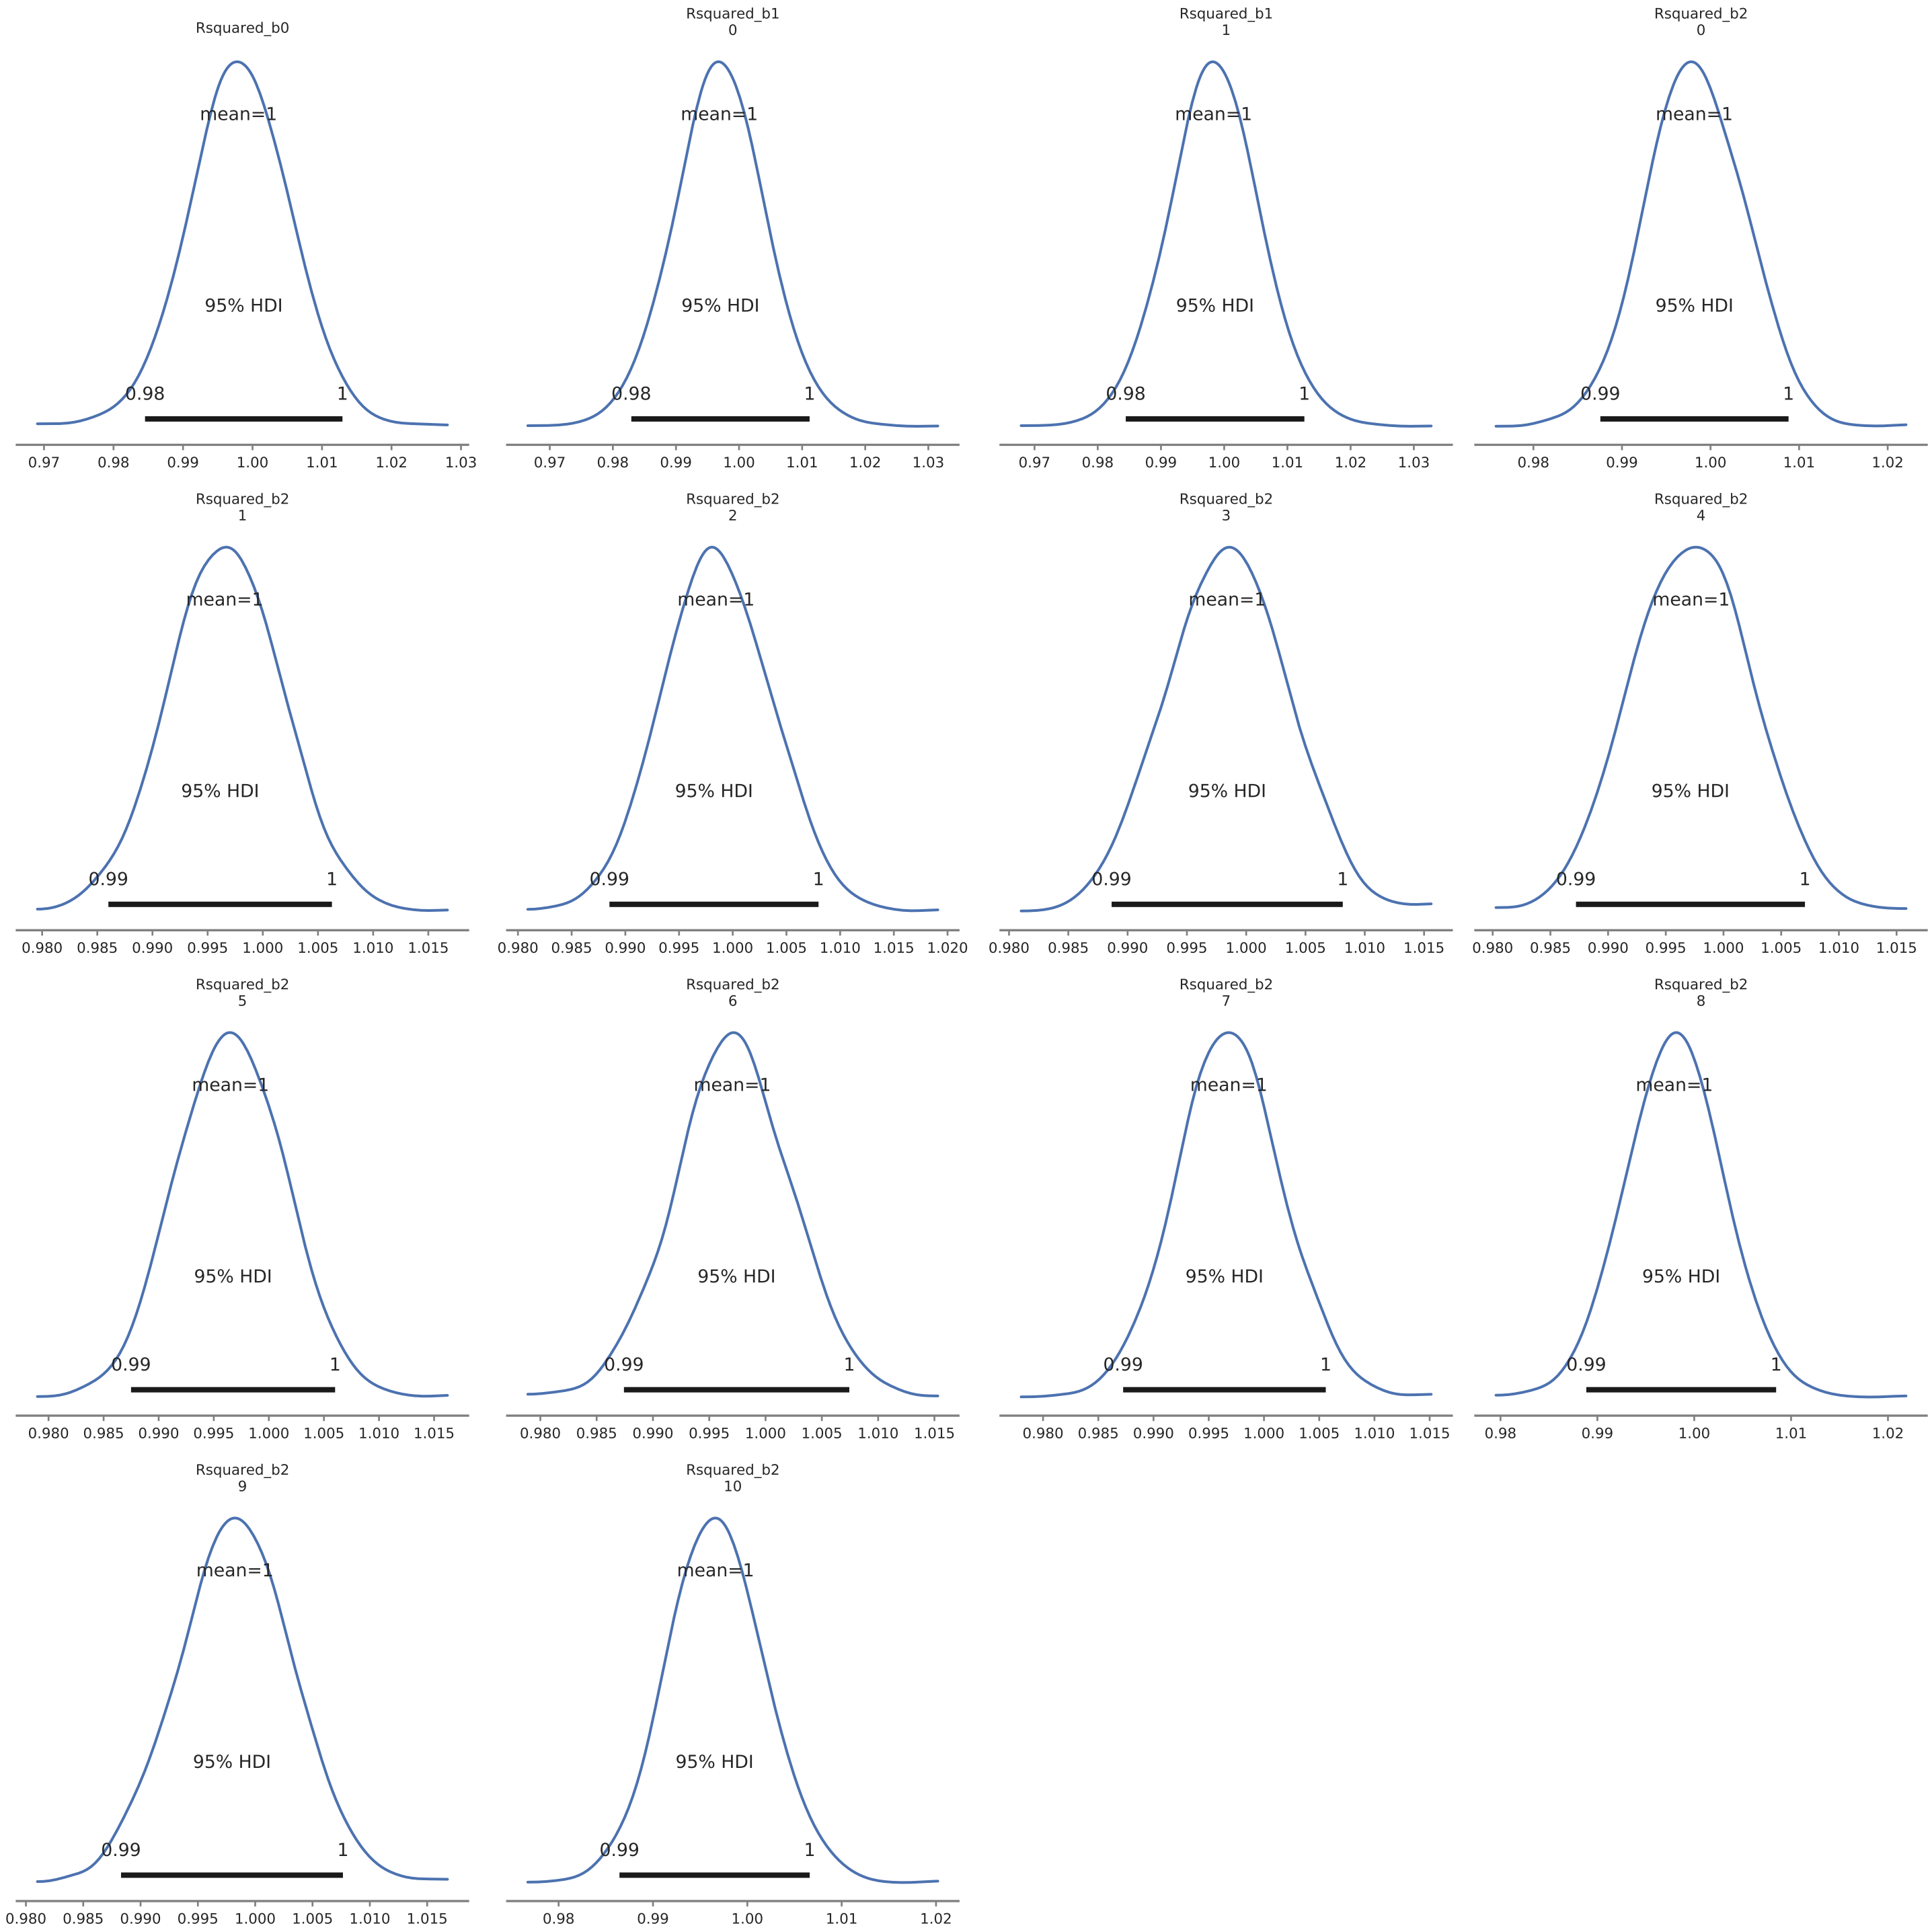 Rsquared_b0
mean=1
95% HDI
0.98 1
0.97 0.98 0.99 1.00 1.01 1.02 1.03
Rsquared_b1
0
mean=1
95% HDI
0.98 1
0.97 0.98 0.99 1.00 1.01 1.02 1.03
Rsquared_b1
1
mean=1
95% HDI
0.98 1
0.97 0.98 0.99 1.00 1.01 1.02 1.03
Rsquared_b2
0
mean=1
95% HDI
0.99 1
0.98 0.99 1.00 1.01 1.02
Rsquared_b2
1
mean=1
95% HDI
0.99 1
0.980 0.985 0.990 0.995 1.000 1.005 1.010 1.015
Rsquared_b2
2
mean=1
95% HDI
0.99 1
0.980 0.985 0.990 0.995 1.000 1.005 1.010 1.015 1.020
Rsquared_b2
3
mean=1
95% HDI
0.99 1
0.980 0.985 0.990 0.995 1.000 1.005 1.010 1.015
Rsquared_b2
4
mean=1
95% HDI
0.99 1
0.980 0.985 0.990 0.995 1.000 1.005 1.010 1.015
Rsquared_b2
5
mean=1
95% HDI
0.99 1
0.980 0.985 0.990 0.995 1.000 1.005 1.010 1.015
Rsquared_b2
6
mean=1
95% HDI
0.99 1
0.980 0.985 0.990 0.995 1.000 1.005 1.010 1.015
Rsquared_b2
7
mean=1
95% HDI
0.99 1
0.980 0.985 0.990 0.995 1.000 1.005 1.010 1.015
Rsquared_b2
8
mean=1
95% HDI
0.99 1
0.98 0.99 1.00 1.01 1.02
Rsquared_b2
9
mean=1
95% HDI
0.99 1
0.980 0.985 0.990 0.995 1.000 1.005 1.010 1.015
Rsquared_b2
10
mean=1
95% HDI
0.99 1
0.98 0.99 1.00 1.01 1.02